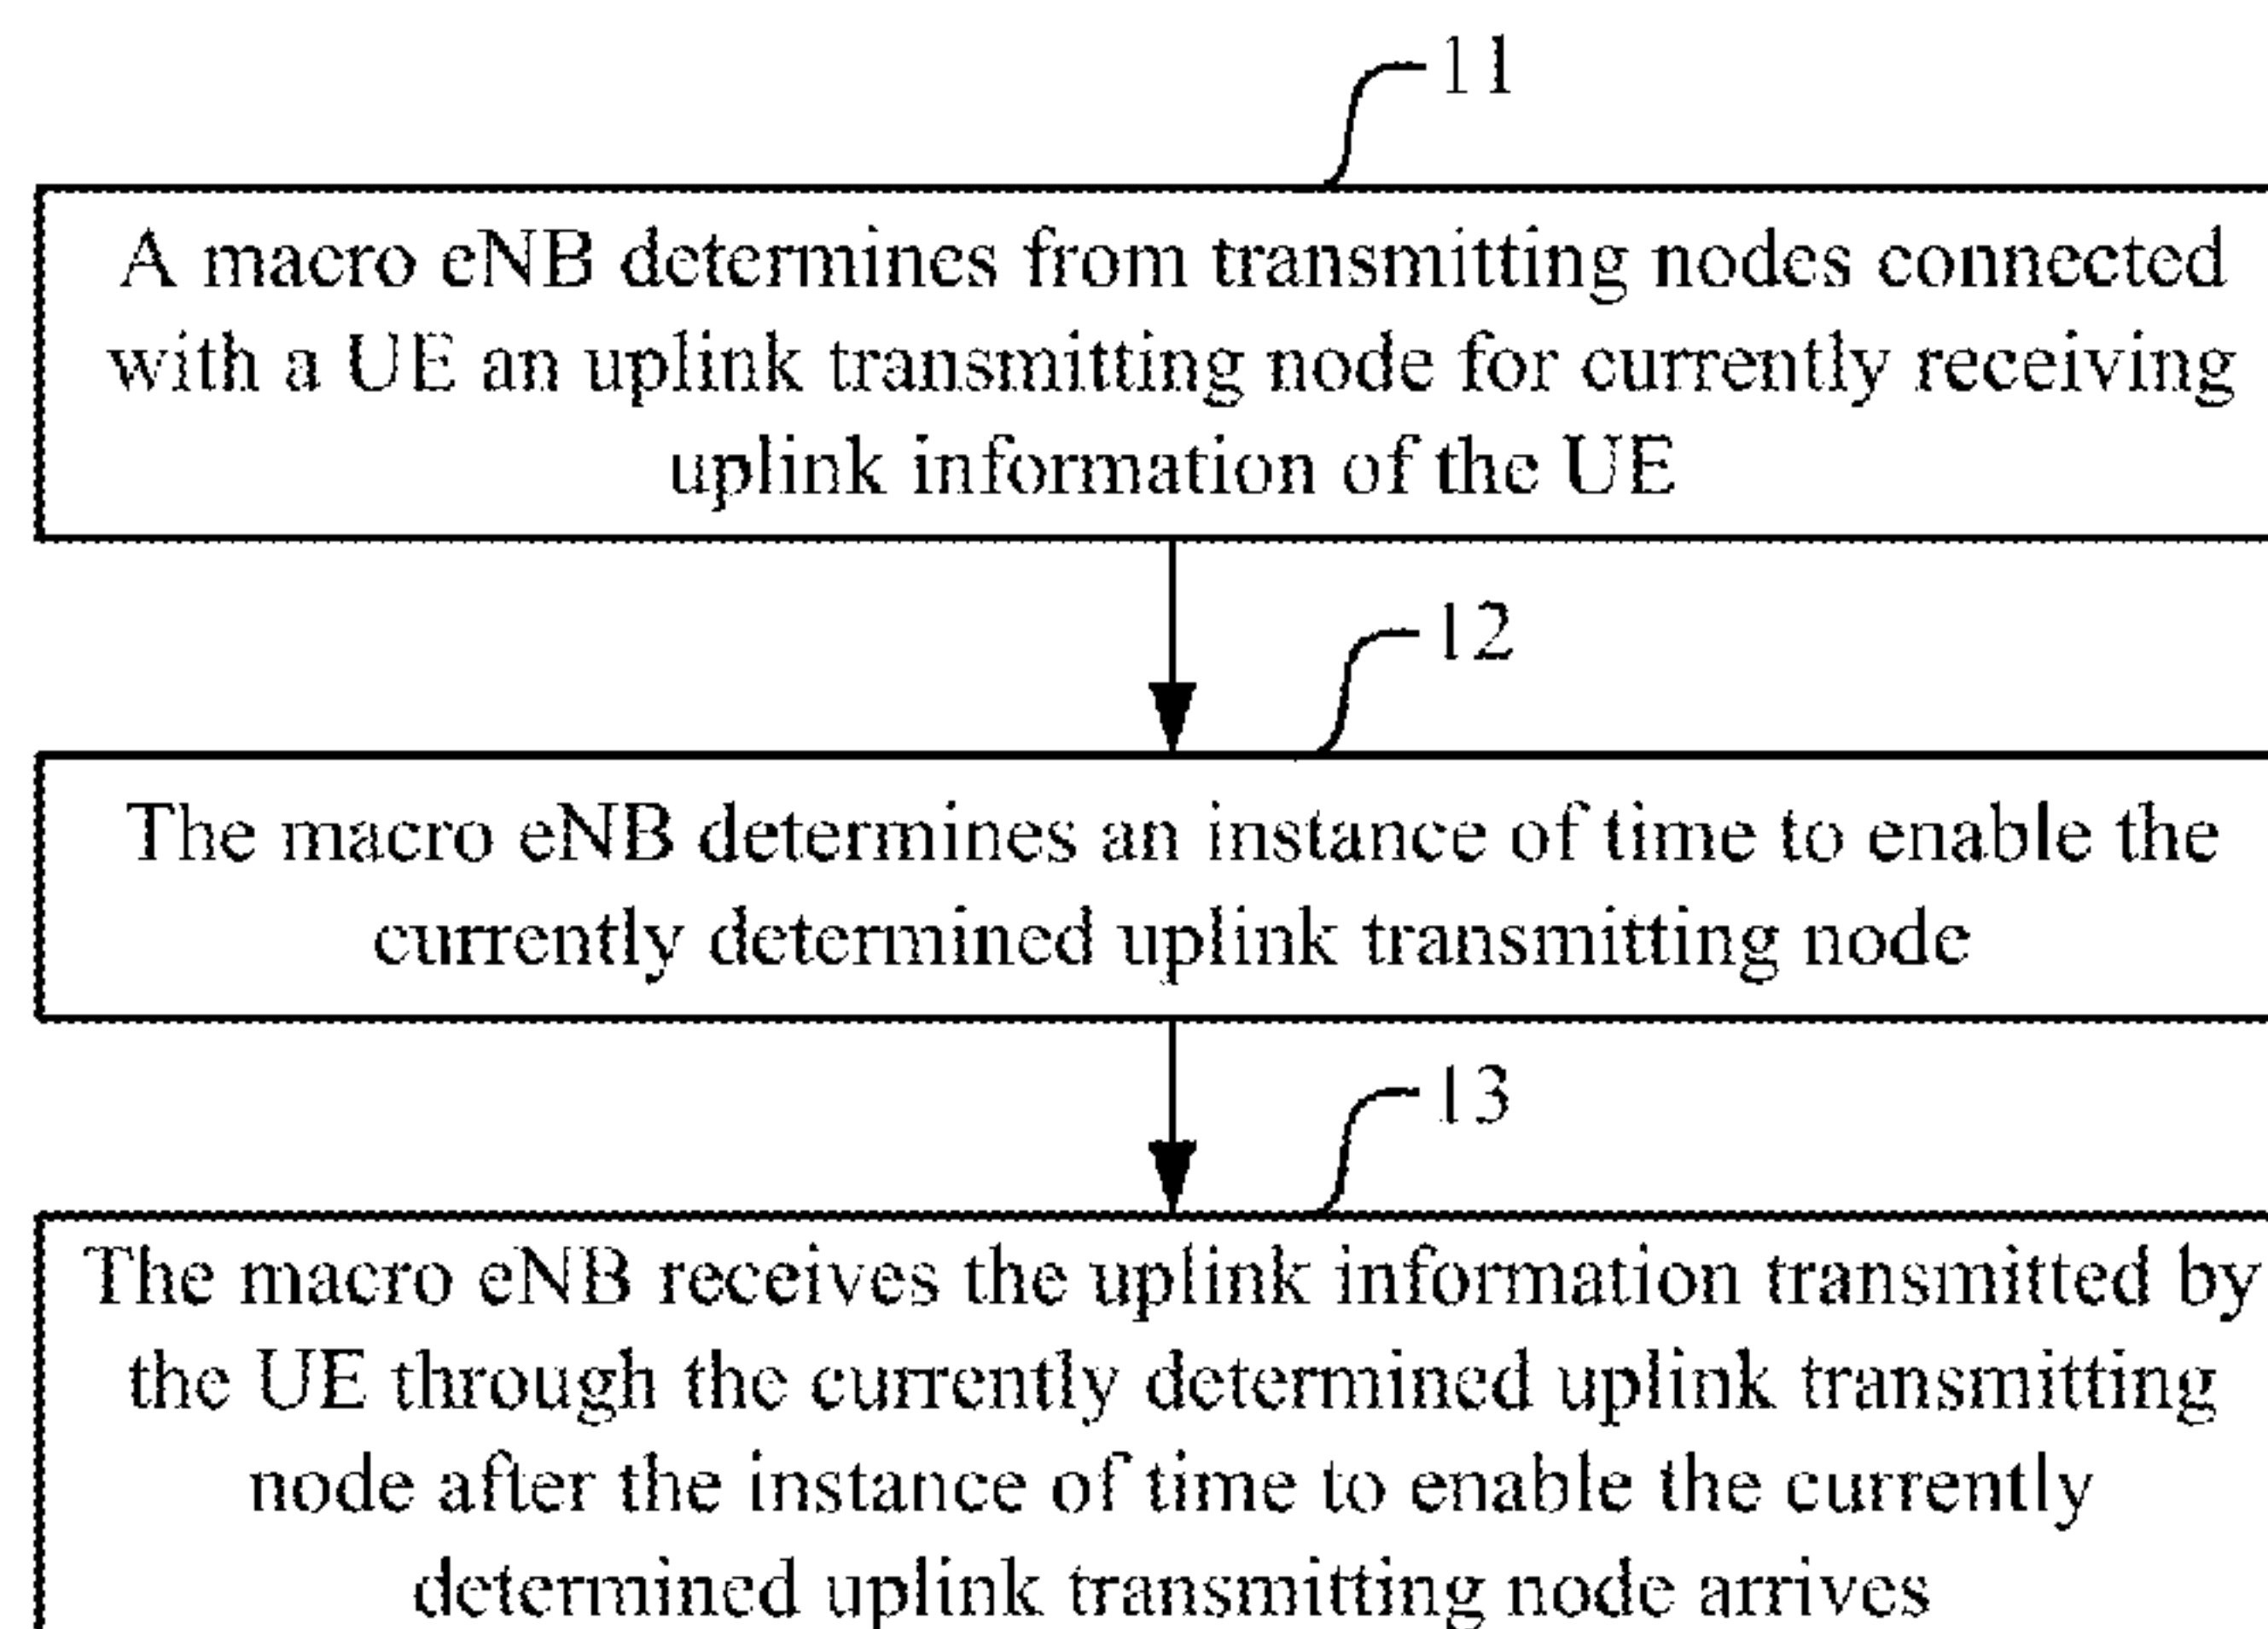 11
A macro eNB determines from transmitting nodes connected
with a UE an uplink transmitting node for currently receiving
uplink information of the UE
12
The macro eNB determines an instance of time to enable the
currently determined uplink transmitting node
13
The macro eNB receives the uplink information transmitted by
the UE through the currently determined uplink transmitting
node after the instance of time to enable the currently
determined uplink transmitting node arrives